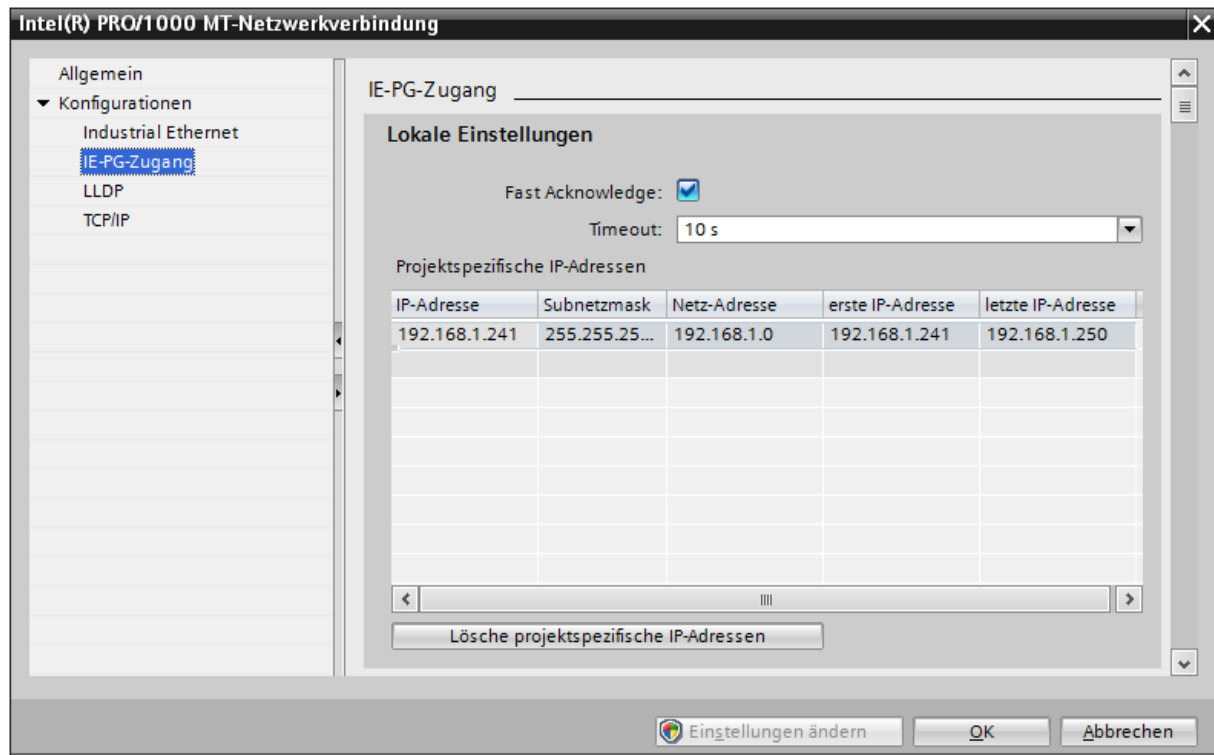 Intel(R) PRO/1000 MT-Netzwerkverbindung
Allgemein
Konfigurationen
Industrial Ethernet
IE-PG-Zugang
LLDP
TCP/IP
IE-PG-Zugang
Lokale Einstellungen
Fast Acknowledge:
Timeout: 10 s
Projektspezifische IP-Adressen
IP-Adresse Subnetzmask Netz-Adresse erste IP-Adresse letzte IP-Adresse
192.168.1.241 255.255.25... 192.168.1.0 192.168.1.241 192.168.1.250
Lösche projektspezifische IP-Adressen
Einstellungen ändern OK Abbrechen